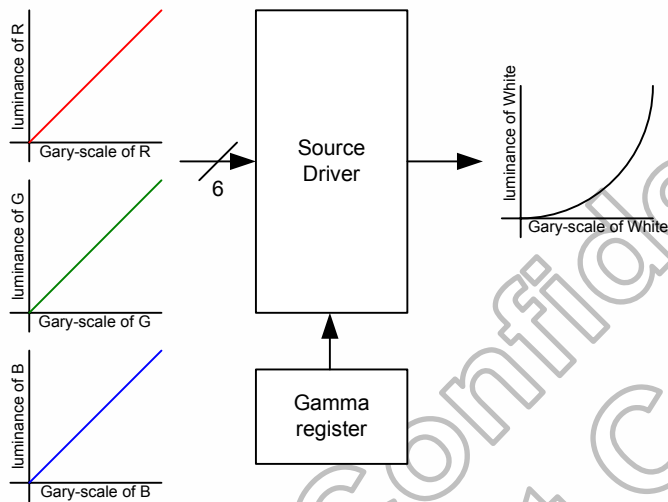 luminance of R
Gary-scale of R
luminance of G
Gary-scale of G
luminance of B
Gary-scale of B
6
Source
Driver
Gamma
register
luminance of White
Gary-scale of White